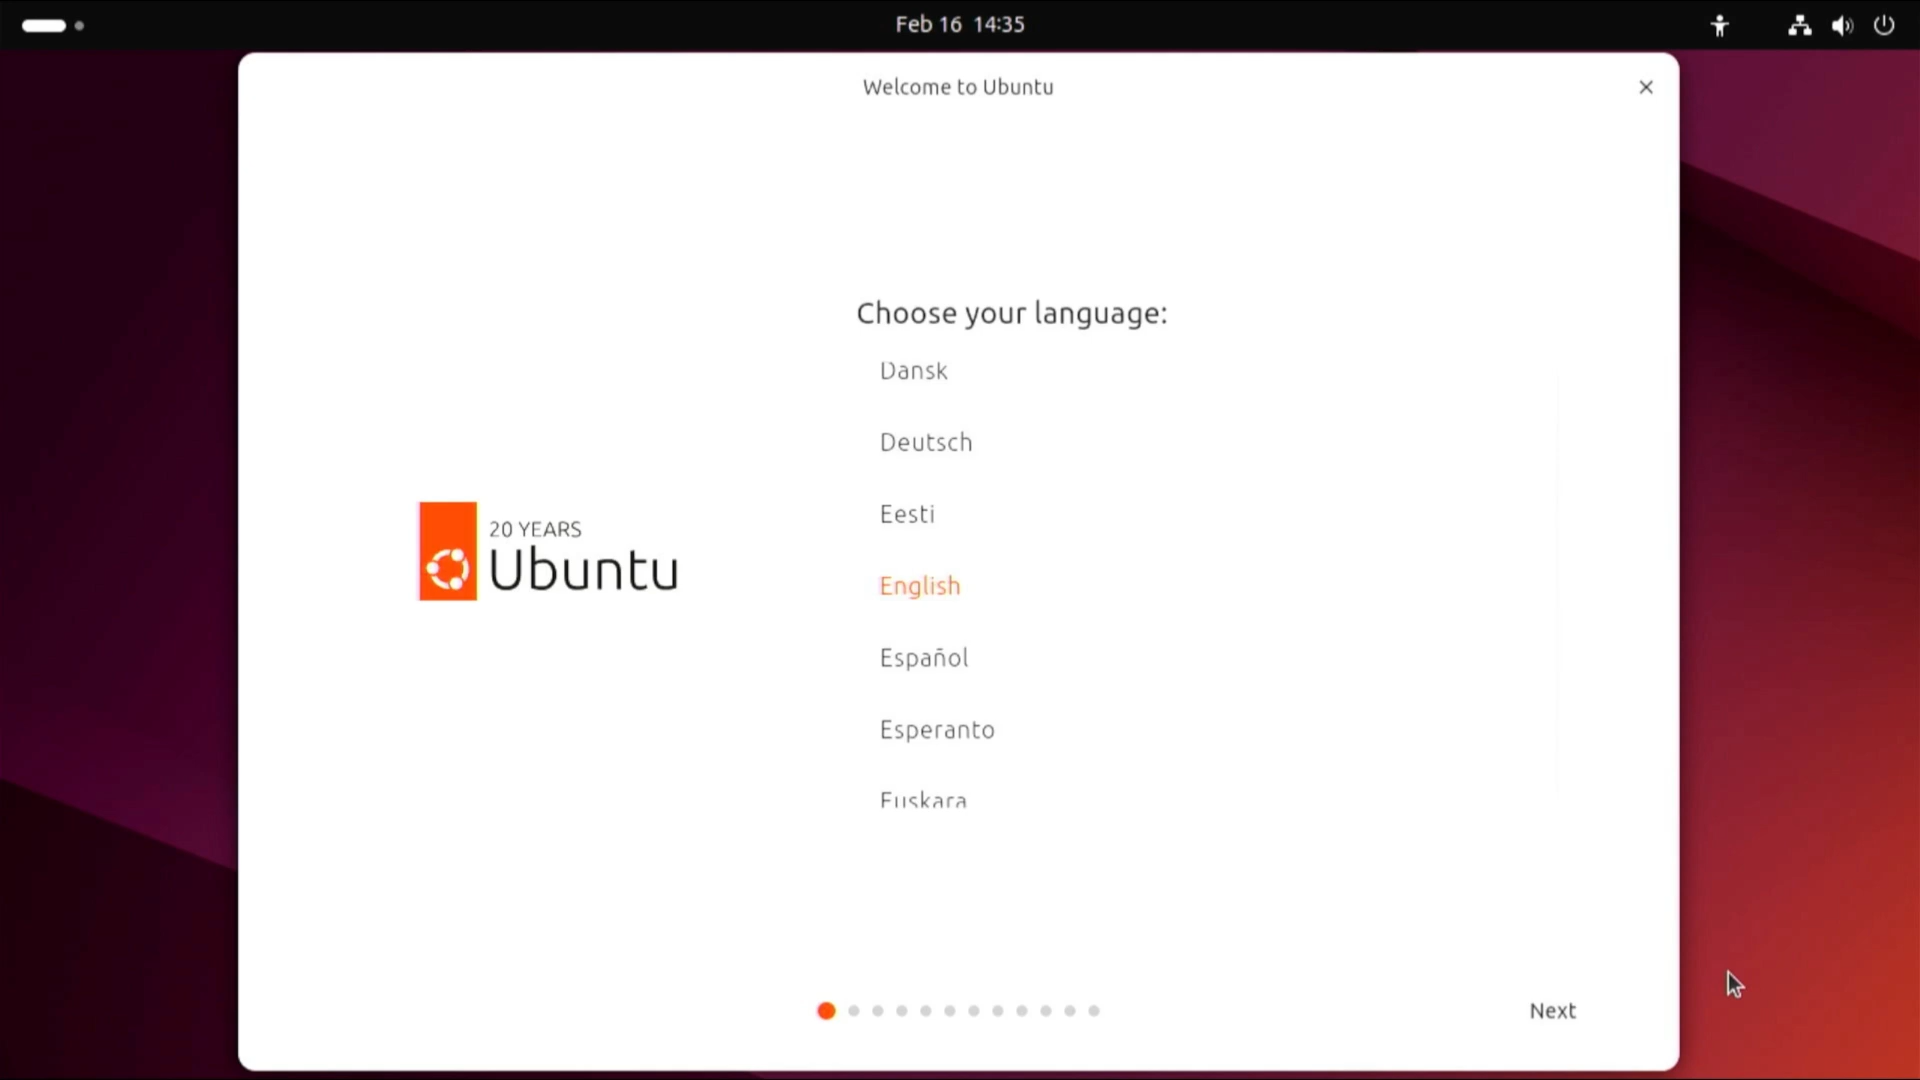 Feb 16 14:35
Welcome to Ubuntu
Choose your language:
Dansk
Deutsch
Eesti
20 YEARS
Ubuntu
English
Español
Esperanto
Euskara
Next